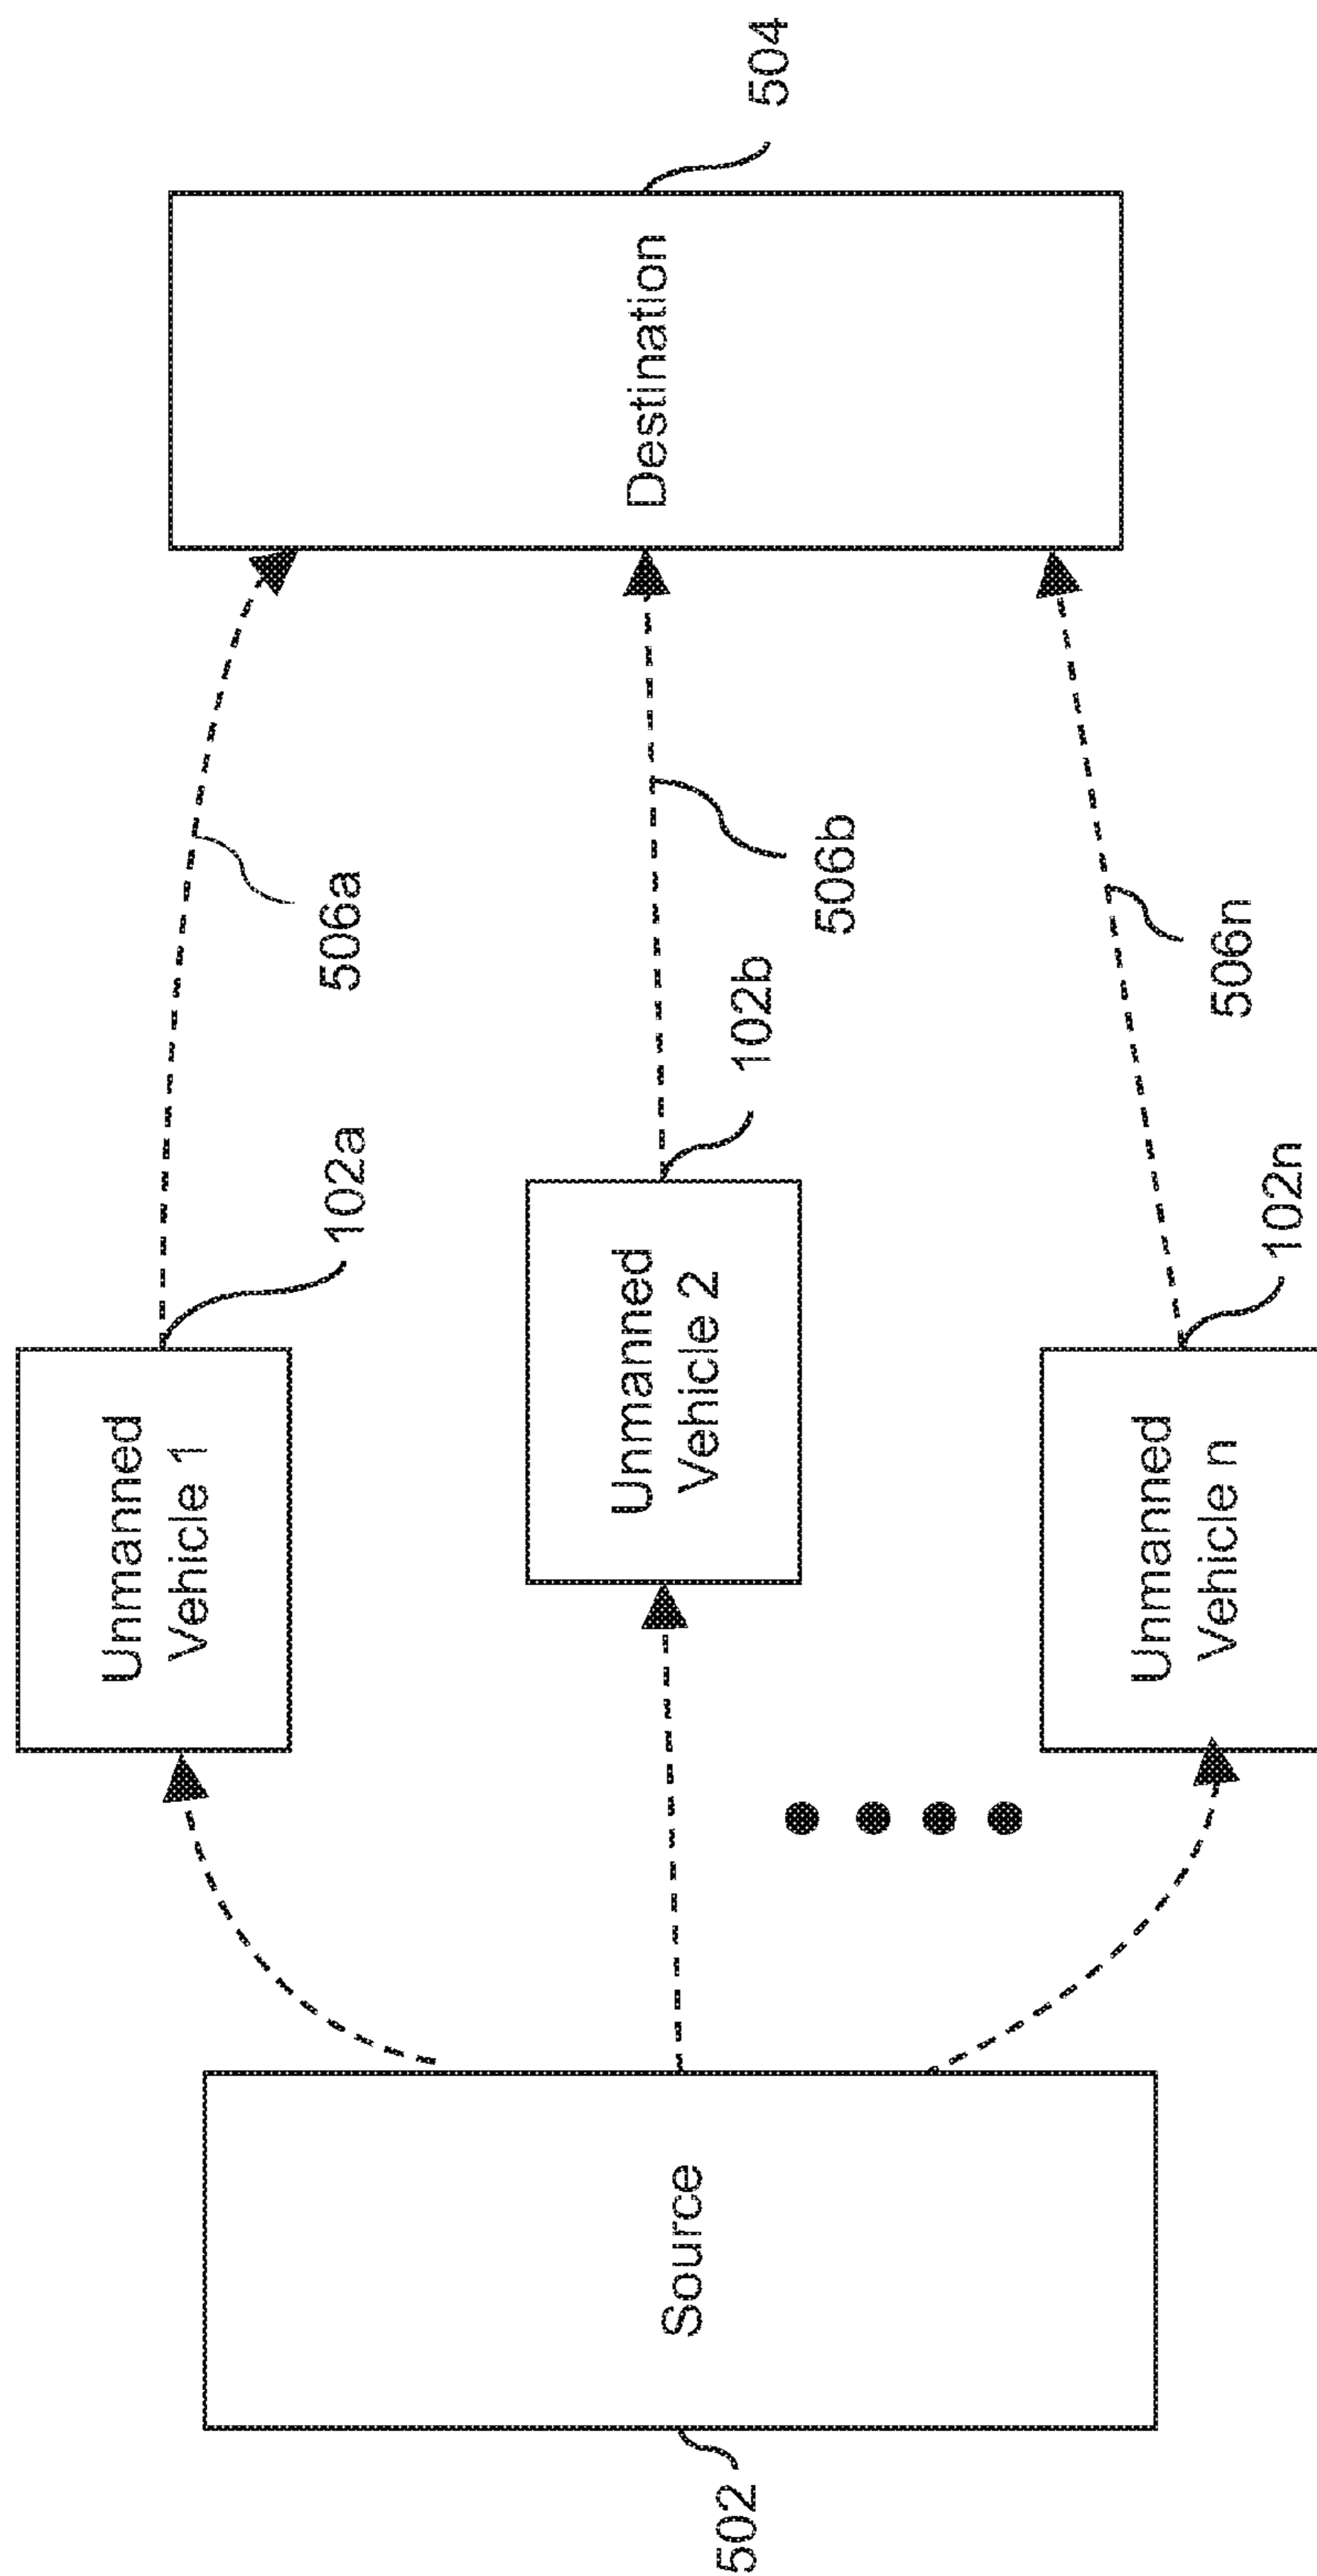 502
Source
Unmanned
Vehicle 1
102a
506a
Unmanned
Vehicle 2
102b
506b
Unmanned
Vehicle n
102n
506n
Destination
504